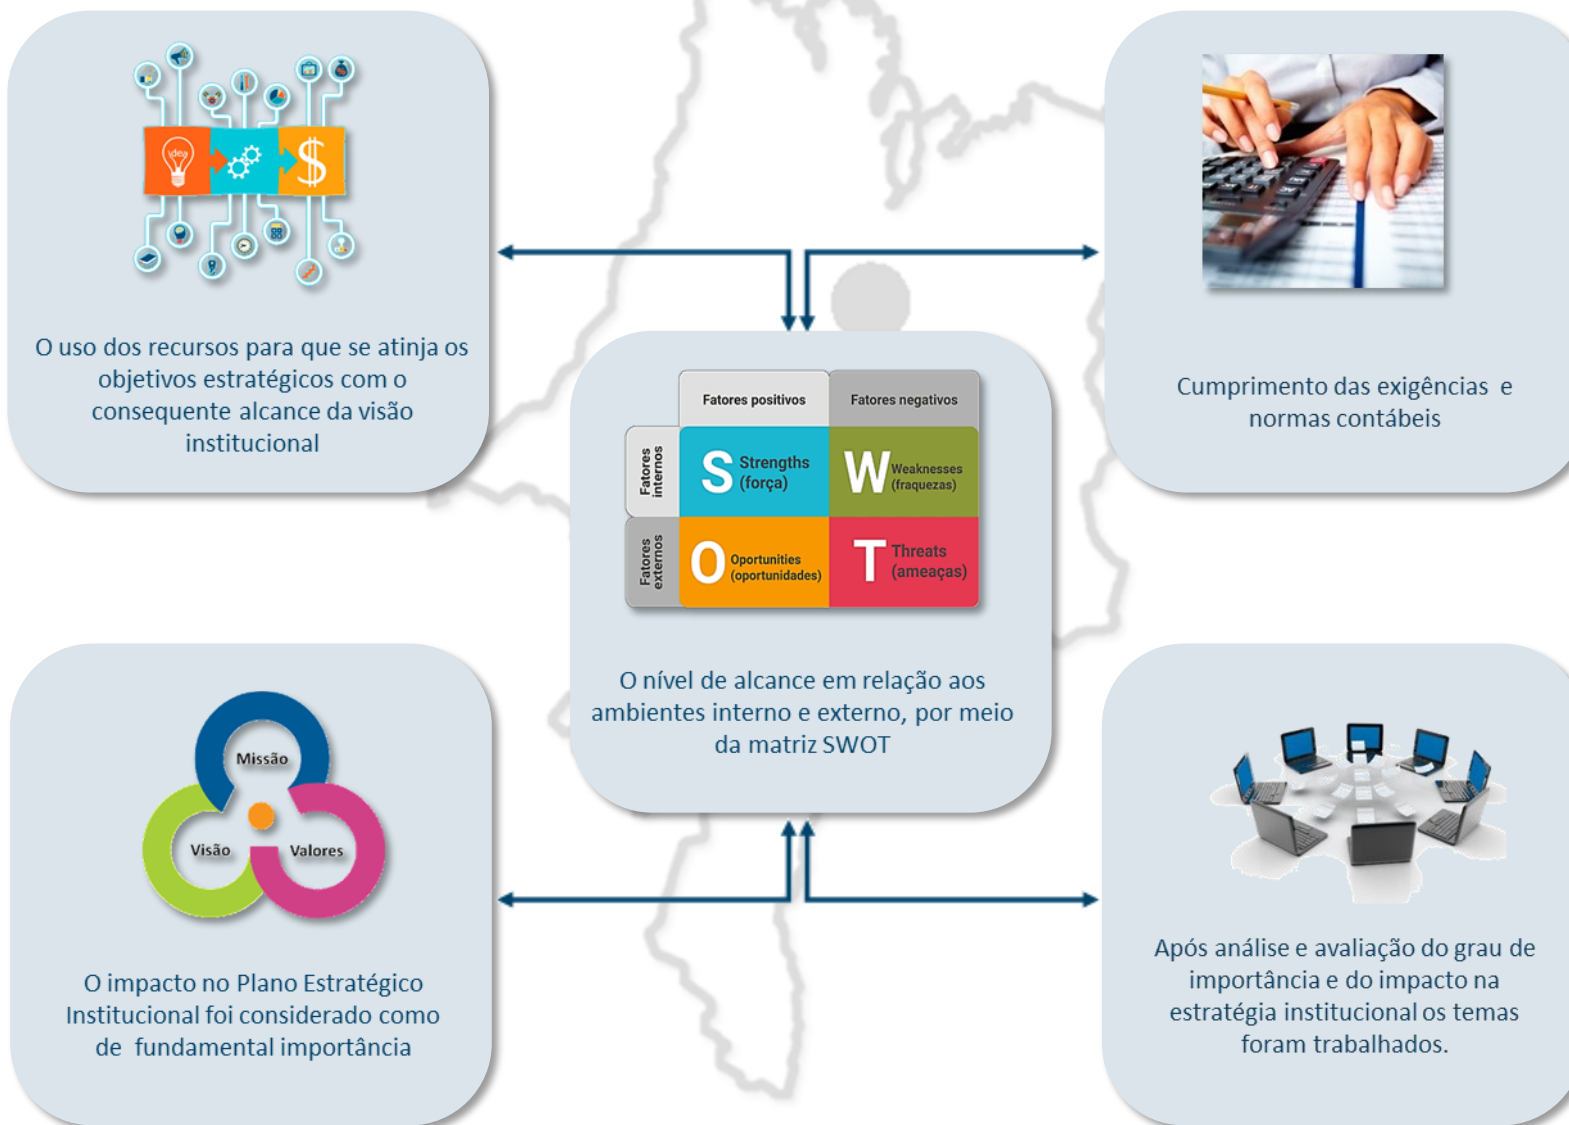 idea
$
O uso dos recursos para que se atinja os
objetivos estratégicos com o
consequente alcance da visão
institucional
Cumprimento das exigências e
normas contábeis
Fatores positivos
Fatores negativos
Fatores
internos
S Strengths
(força)
W Weaknesses
(fraquezas)
Fatores
externos
O Oportunities
(oportunidades)
T Threats
(ameaças)
O nível de alcance em relação aos
ambientes interno e externo, por meio
da matriz SWOT
Missão
Visão
Valores
O impacto no Plano Estratégico
Institucional foi considerado como
de fundamental importância
Após análise e avaliação do grau de
importância e do impacto na
estratégia institucional os temas
foram trabalhados.